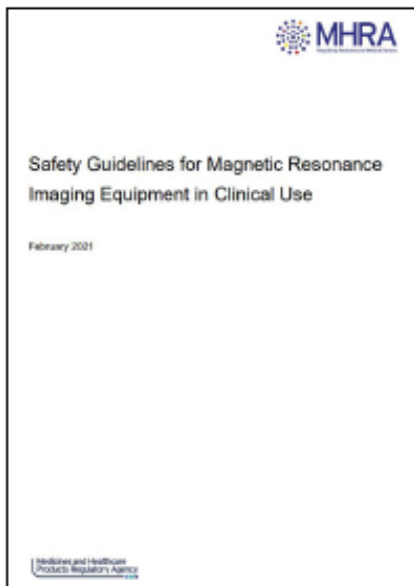 MHRA
Safety Guidelines for Magnetic Resonance
Imaging Equipment in Clinical Use
February 2021
Medicines and Healthcare
Products Regulatory Agency